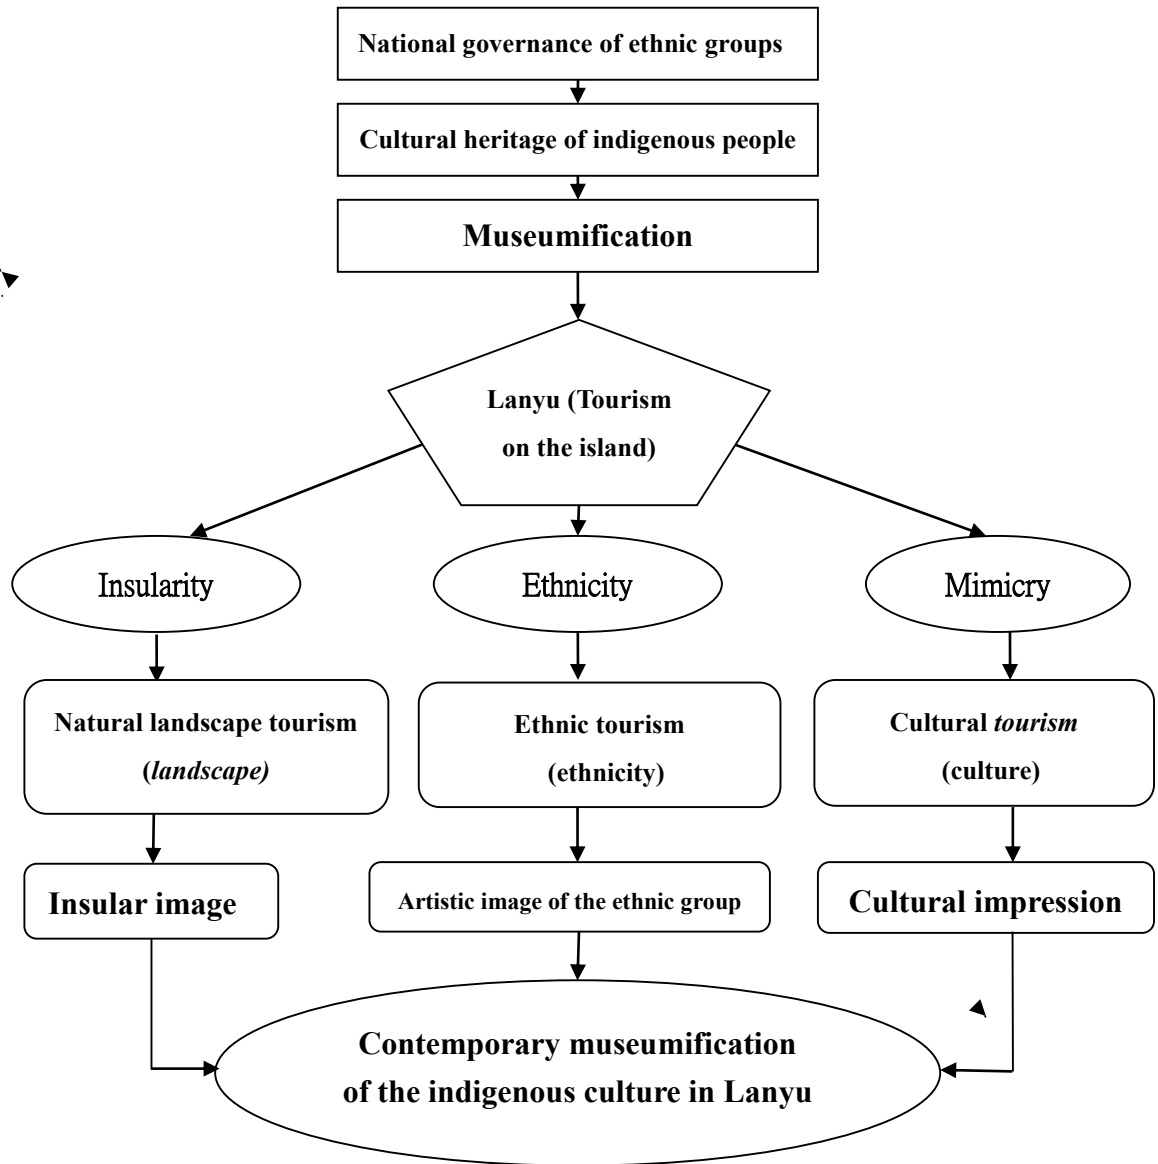 National governance of ethnic groups
Cultural heritage of indigenous people
Museumification
Lanyu (Tourism
on the island)
Insularity
Ethnicity
Mimicry
Natural landscape tourism
(landscape)
Ethnic tourism
(ethnicity)
Cultural tourism
(culture)
Insular image
Artistic image of the ethnic group
Cultural impression
Contemporary museumification
of the indigenous culture in Lanyu